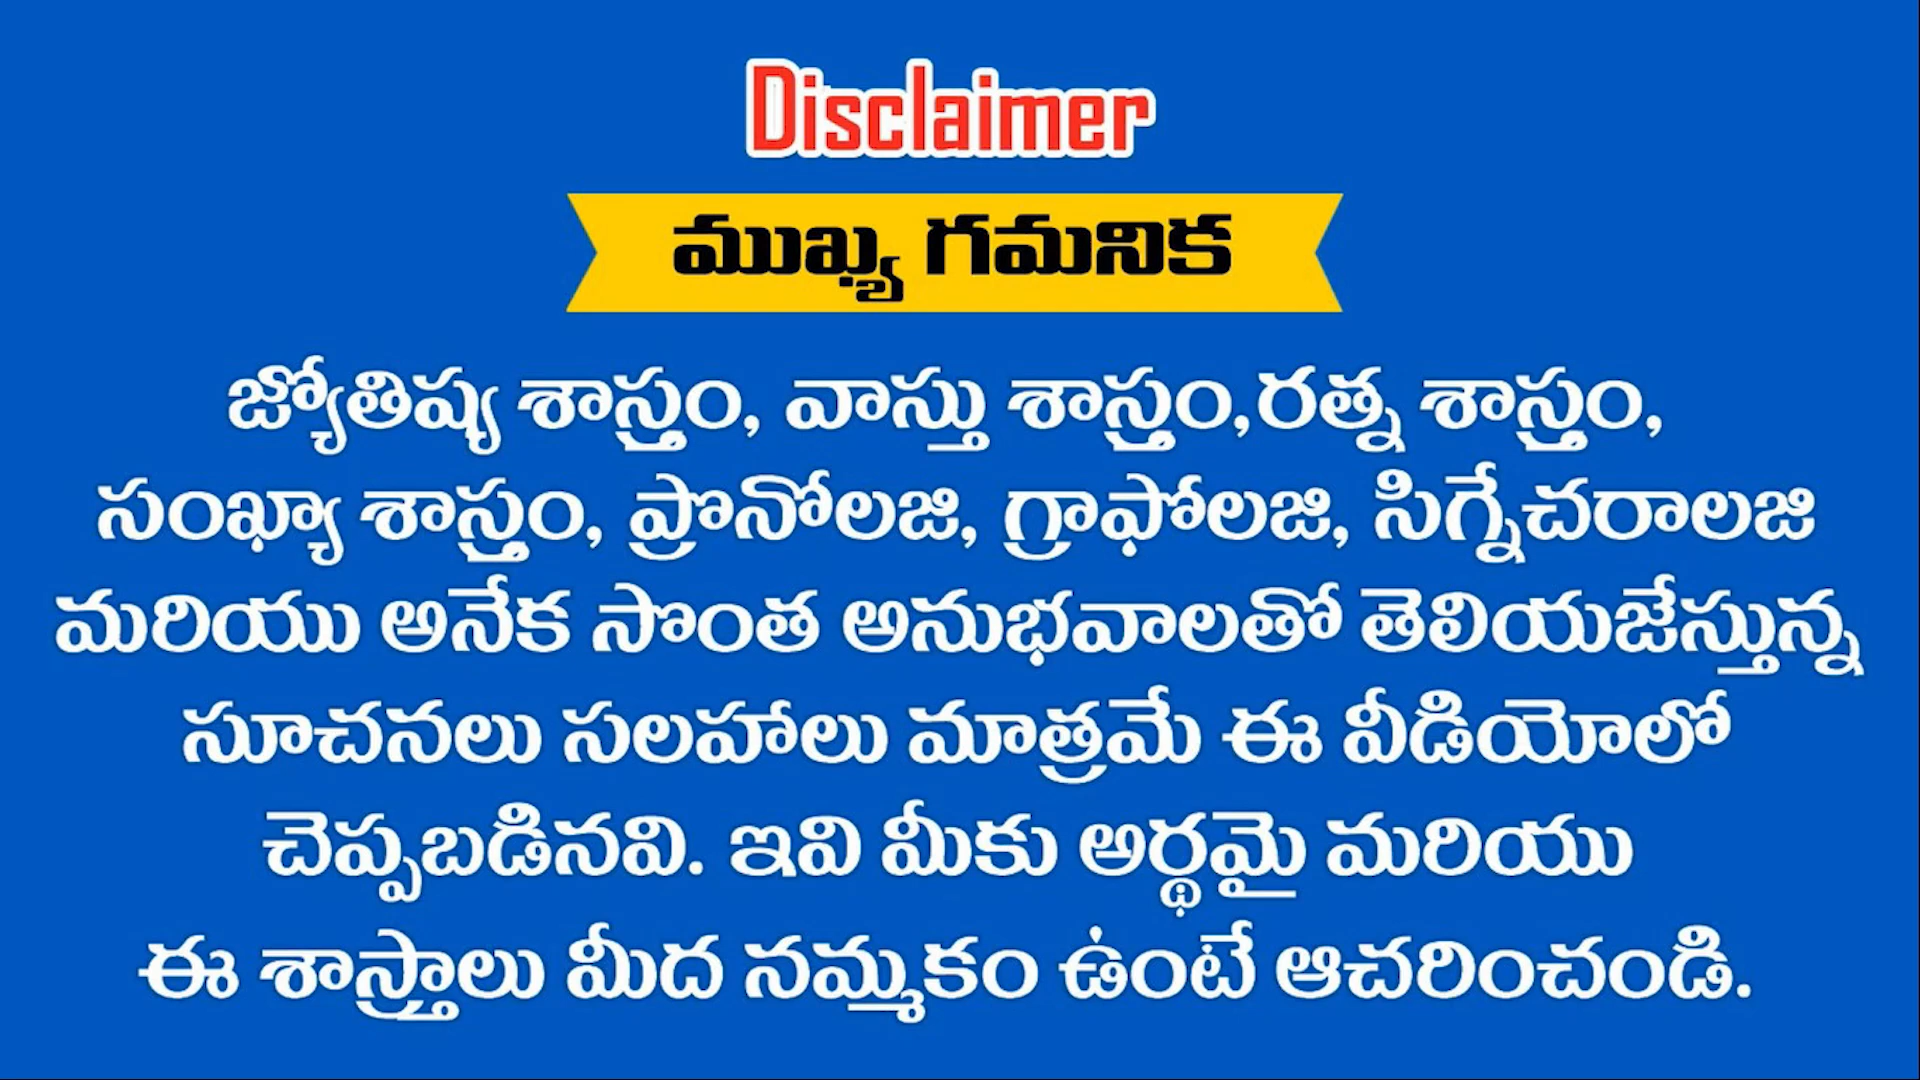 Disclaimer
ముఖ్య గమనిక
జ్యోతిష్య శాస్త్రం, వాస్తు శాస్త్రం,రత్న శాస్త్రం,
సంఖ్యా శాస్త్రం, ప్రొనోలజి, గ్రాఫోలజి, సిగ్నేచరాలజి
మరియు అనేక సొంత అనుభవాలతో తెలియజేస్తున్న
సూచనలు సలహాలు మాత్రమే ఈ వీడియోలో
చెప్పబడినవి. ఇవి మీకు అర్థమై మరియు
ఈ శాస్త్రాలు మీద నమ్మకం ఉంటే ఆచరించండి.